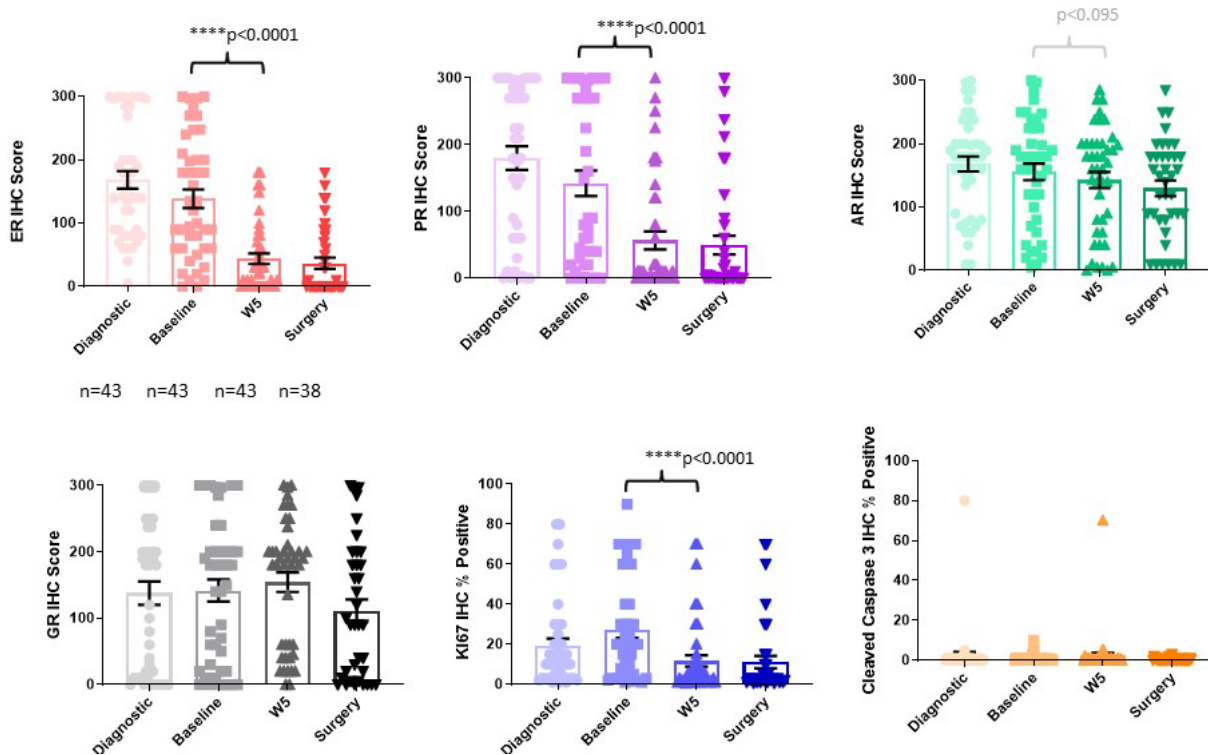 ****p<0.0001
ER IHC Score
300
200
100
0
Diagnostic
Baseline
W5
Surgery
****p<0.0001
PR IHC Score
300
200
100
0
Diagnostic
Baseline
W5
Surgery
p<0.095
AR IHC Score
300
200
100
0
Diagnostic
Baseline
W5
Surgery
n=43 n=43 n=43 n=38
GR IHC Score
300
200
100
0
Diagnostic
Baseline
W5
Surgery
****p<0.0001
KI67 IHC % Positive
100
80
60
40
20
0
Diagnostic
Baseline
W5
Surgery
Cleaved Caspase 3 IHC % Positive
100
80
60
40
20
0
Diagnostic
Baseline
W5
Surgery